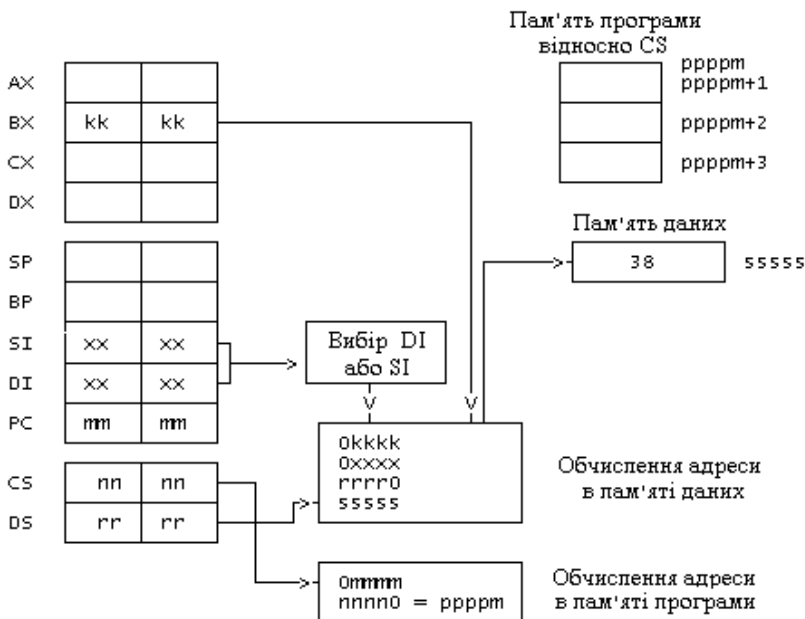 Пам'ять програми
відносно CS
ppppm
ppppm+1
ppppm+2
ppppm+3
AX
BX kk kk
CX
DX
Пам'ять даних
38 sssss
SP
BP
SI xx xx
DI xx xx
PC mm mm
Вибір DI
або SI
0kkkk
0xxxx
rrrr0
sssss
Обчислення адреси
в пам'яті даних
CS nn nn
DS rr rr
0mmmm
nnnn0 = ppppm
Обчислення адреси
в пам'яті програми